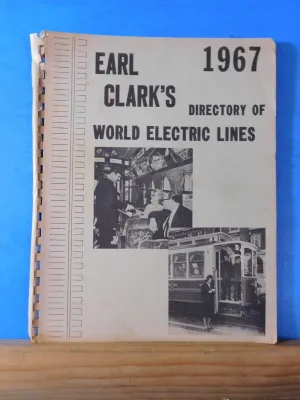 EARL 1967
CLARK'S
DIRECTORY OF
WORLD ELECTRIC LINES